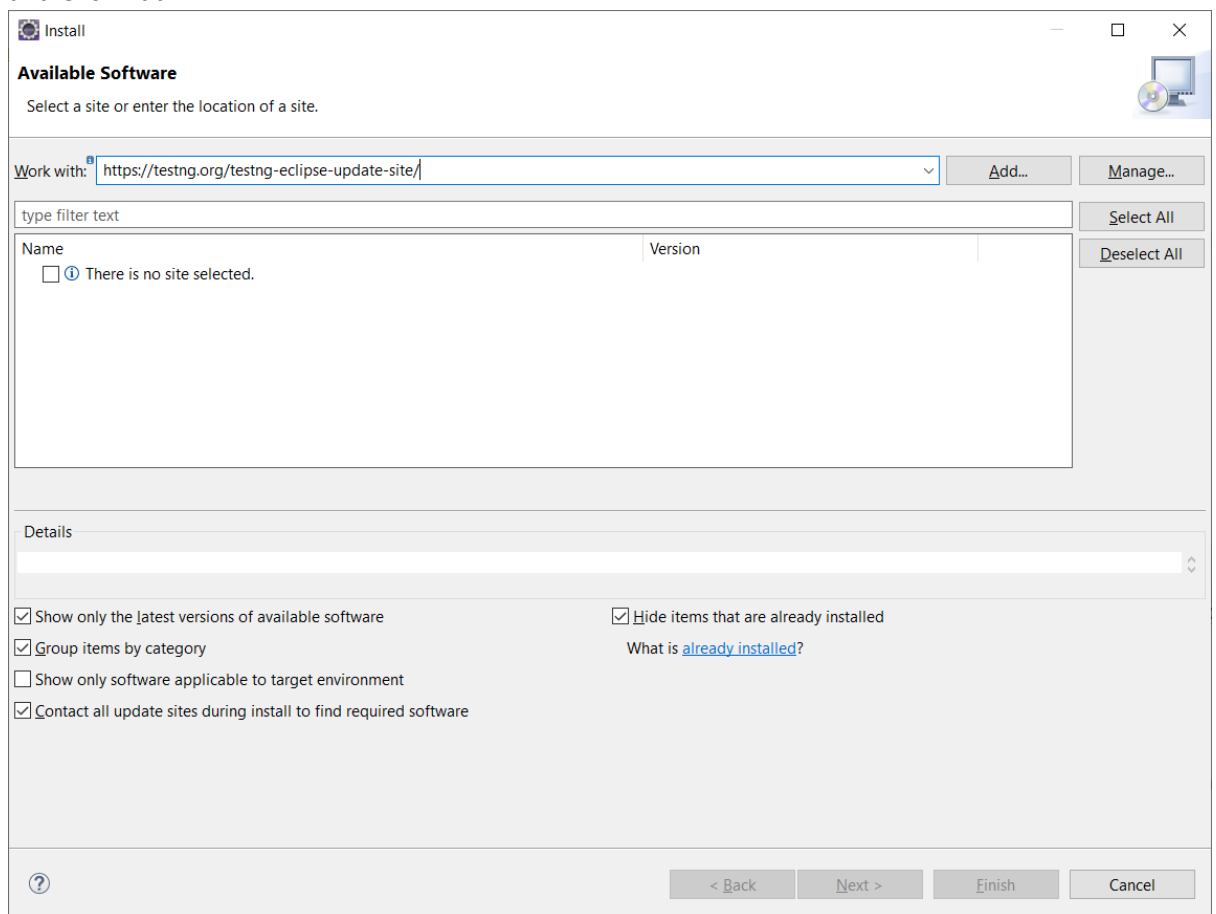 Install
Available Software
Select a site or enter the location of a site.
Work with: https://testng.org/testng-eclipse-update-site/ Add... Manage...
type filter text Select All
Name Version Deselect All
There is no site selected.
Details
Show only the latest versions of available software Hide items that are already installed
Group items by category What is already installed?
Show only software applicable to target environment
Contact all update sites during install to find required software
? < Back Next > Finish Cancel